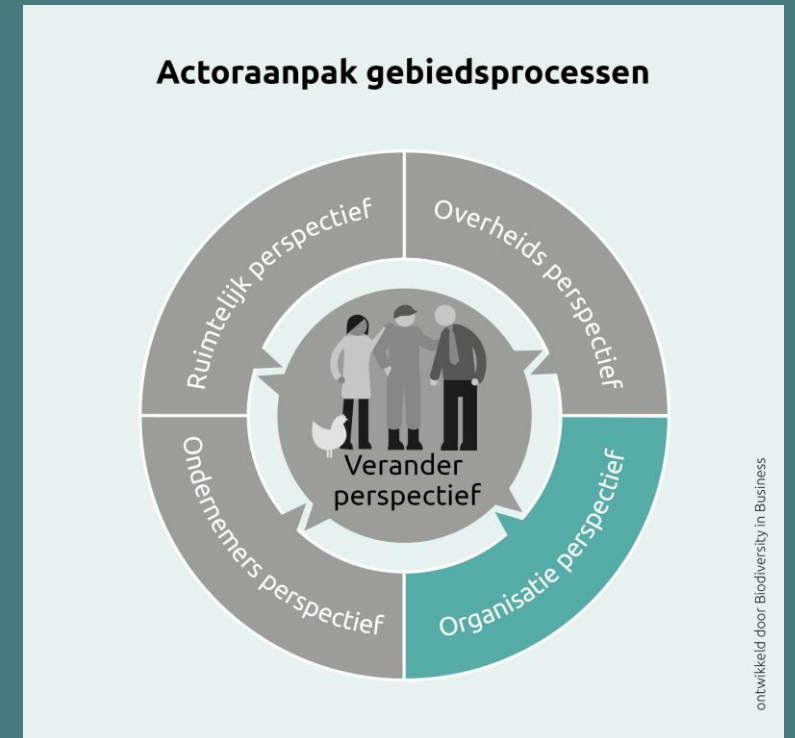 Actoraanpak gebiedsprocessen
Ruimtelijk perspectief
Overheids perspectief
Verander
perspectief
Ondernemers perspectief
Organisatie perspectief
ontwikkeld door Biodiversity in Business